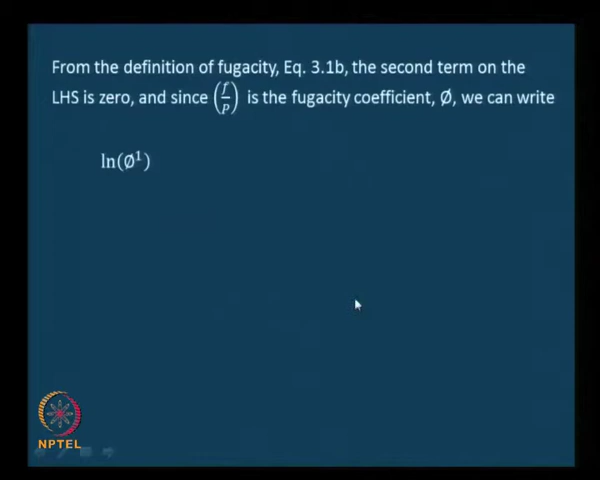 From the definition of fugacity, Eq. 3.1b, the second term on the
LHS is zero, and since (f/P) is the fugacity coefficient, Ø, we can write
ln(Ø¹)
NPTEL